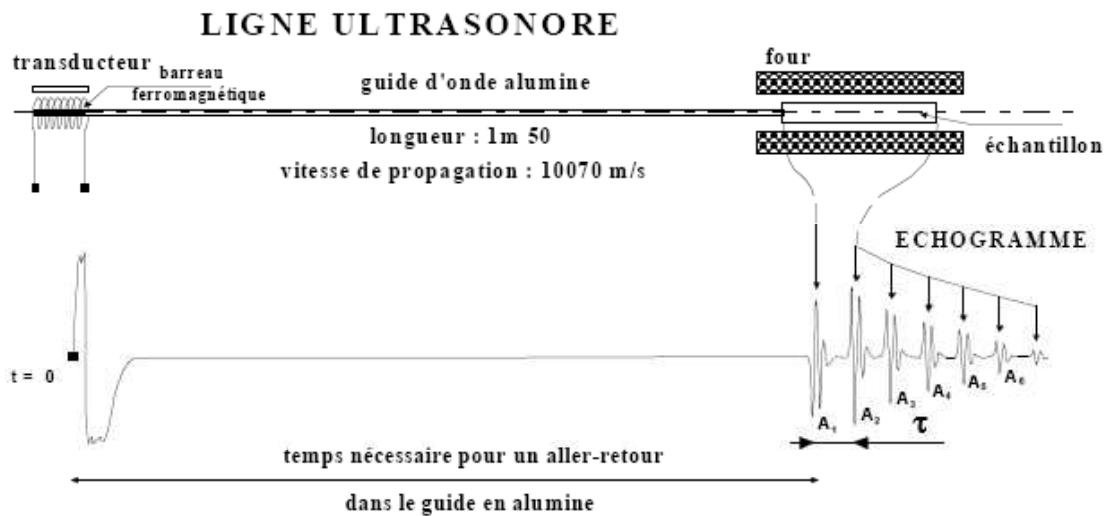 LIGNE ULTRASONORE
transducteur
barreau
ferromagnétique
guide d'onde alumine
four
longueur : 1m 50
échantillon
vitesse de propagation : 10070 m/s
ECHOGRAMME
t = 0
A1
A2
A3
A4
A5
A6
τ
temps nécessaire pour un aller-retour
dans le guide en alumine